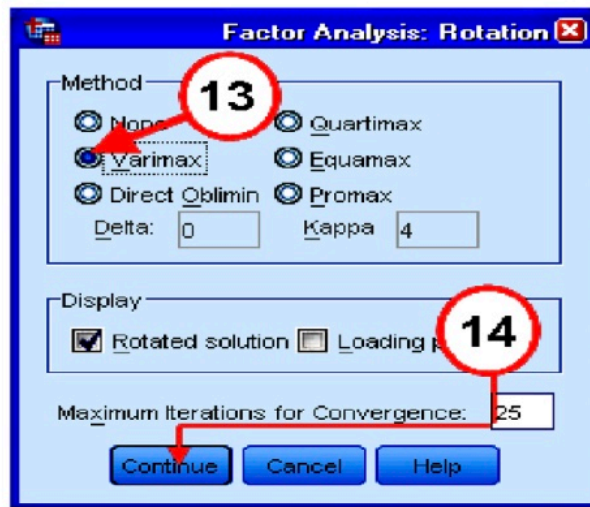 Factor Analysis: Rotation
Method
13
None
Quartimax
Varimax
Equamax
Direct Oblimin
Promax
Delta: 0
Kappa 4
Display
14
Rotated solution
Loading
Maximum Iterations for Convergence: 25
Continue
Cancel
Help